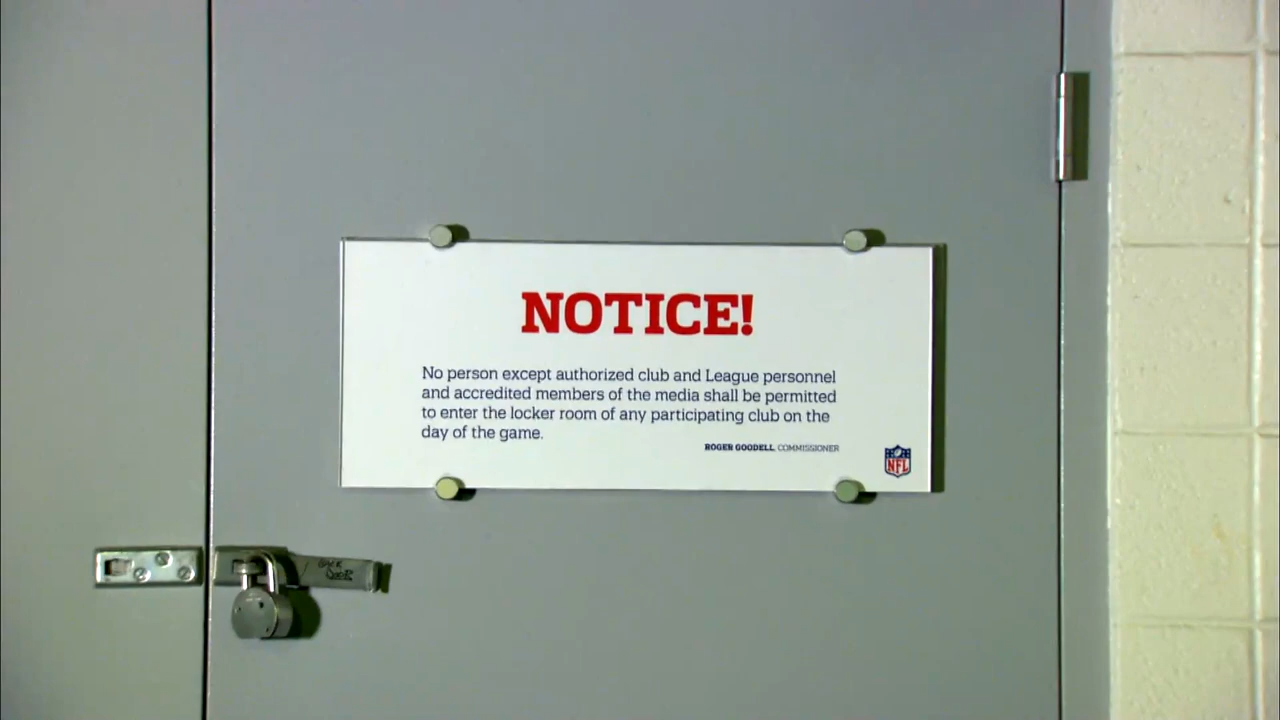 NOTICE!
No person except authorized club and League personnel
and accredited members of the media shall be permitted
to enter the locker room of any participating club on the
day of the game.
ROGER GOODELL, COMMISSIONER
NFL